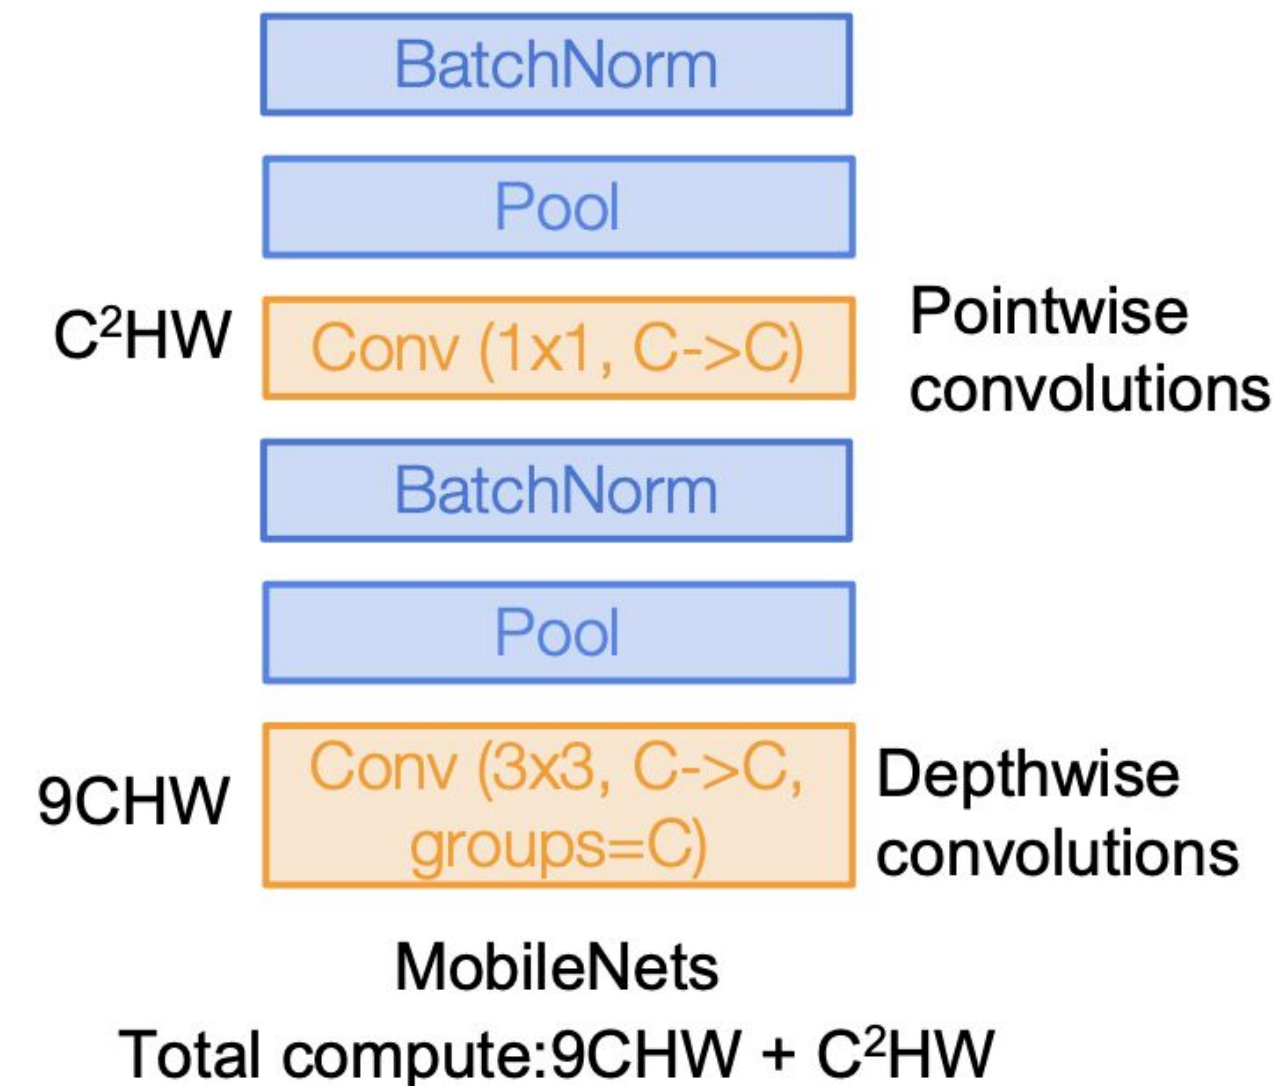 BatchNorm
Pool
C²HW
Conv (1x1, C->C)
Pointwise
convolutions
BatchNorm
Pool
9CHW
Conv (3x3, C->C,
groups=C)
Depthwise
convolutions
MobileNets
Total compute:9CHW + C²HW